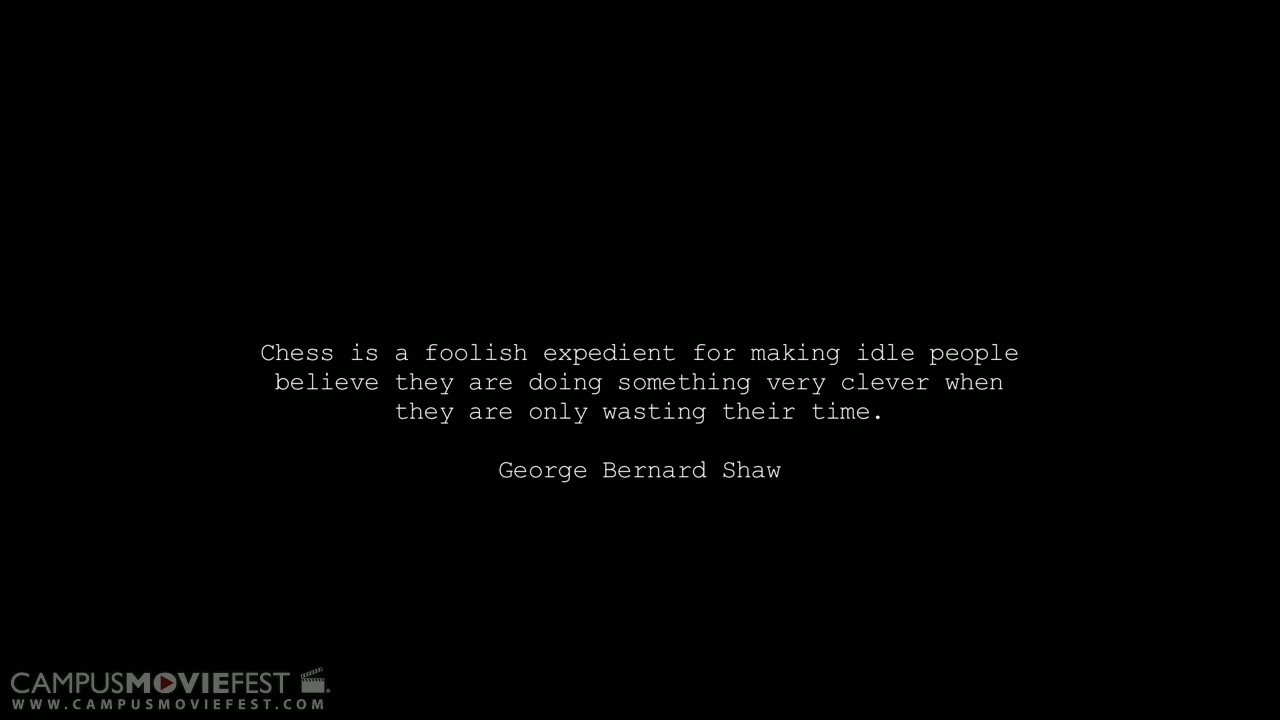 Chess is a foolish expedient for making idle people
believe they are doing something very clever when
they are only wasting their time.
George Bernard Shaw
CAMPUSMOVIEFEST
WWW.CAMPUSMOVIEFEST.COM